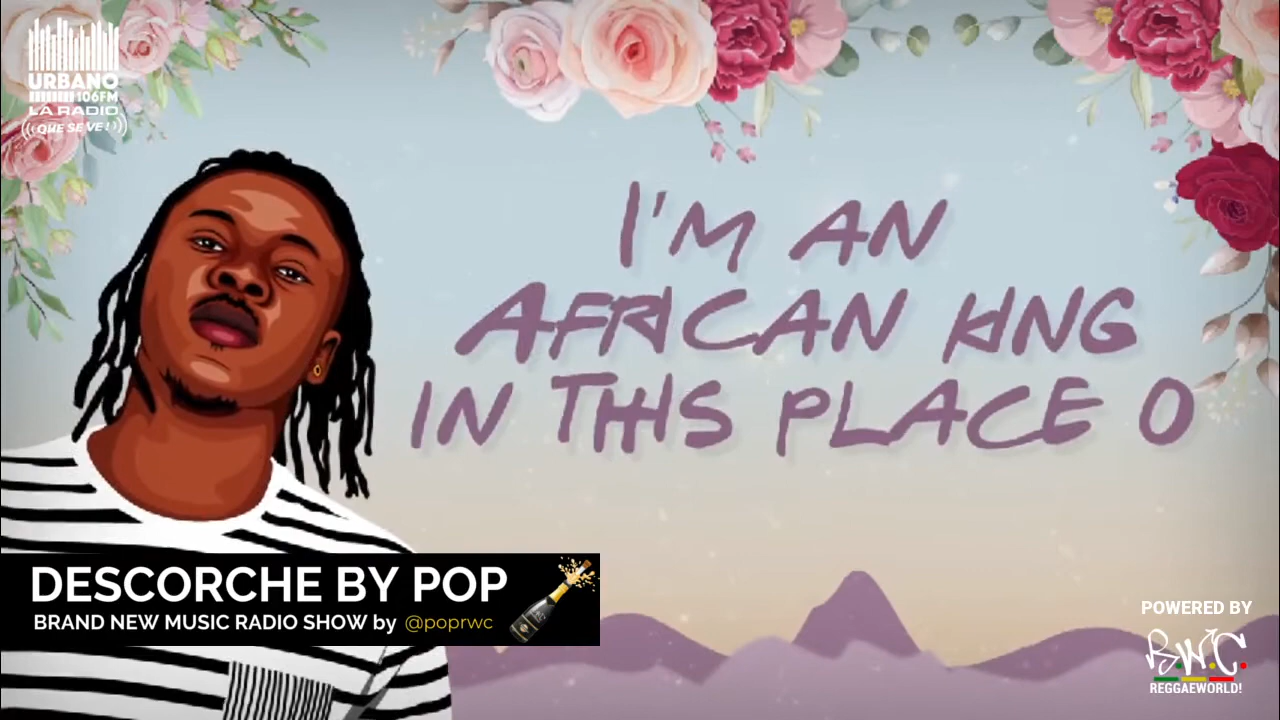 URBANO
106FM
LA RADIO
((QUE SE VE!))
I'M AN
AFRICAN KING
IN THIS PLACE O
DESCORCHE BY POP
BRAND NEW MUSIC RADIO SHOW by @poprwc
POWERED BY
R.W.C.
REGGAEWORLD!